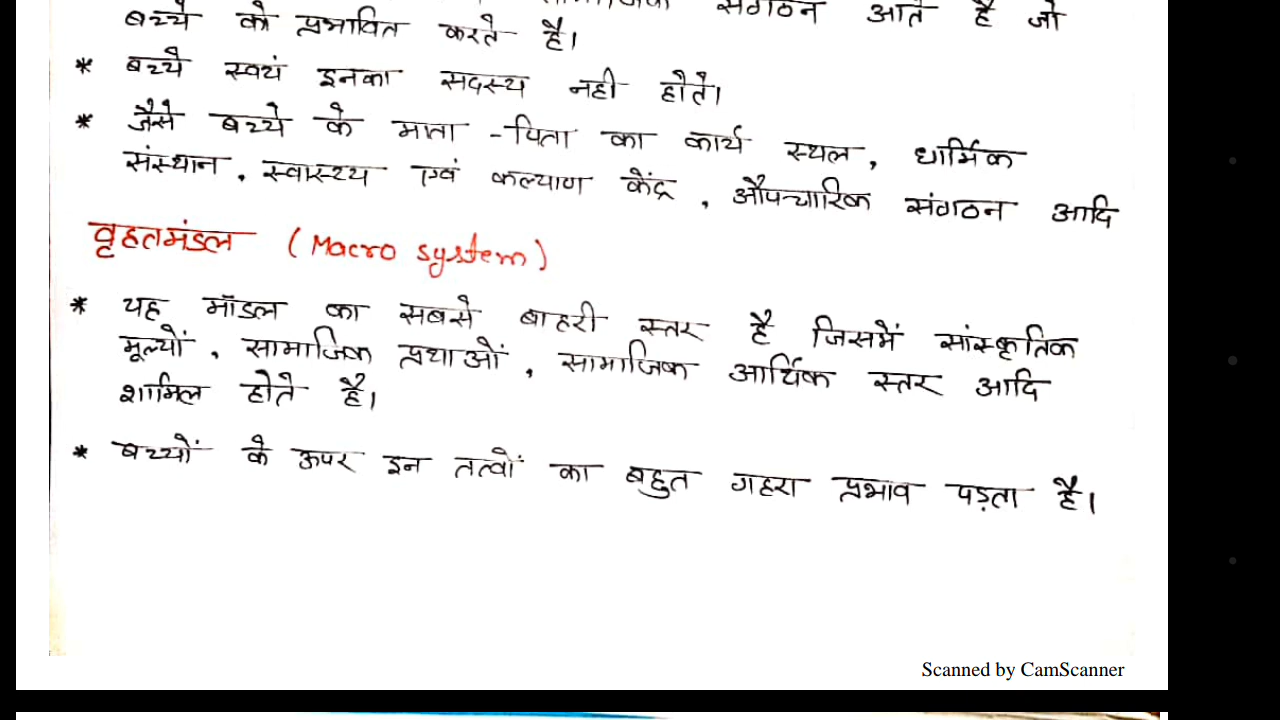 संगठन आते है जो
बच्चे को प्रभावित करते है।
* बच्चे स्वयं इनका सदस्य नही होते।
* जैसे बच्चे के माता -पिता का कार्य स्थल, धार्मिक
संस्थान, स्वास्थ्य एवं कल्याण केंद्र, औपचारिक संगठन आदि
वृहतमंडल (Macro system)
* यह मॉडल का सबसे बाहरी स्तर है जिसमें सांस्कृतिक
मूल्यों, सामाजिक प्रथाओं, सामाजिक आर्थिक स्तर आदि
शामिल होते है।
* बच्चों के ऊपर इन तत्वों का बहुत गहरा प्रभाव पड़ता है।
Scanned by CamScanner